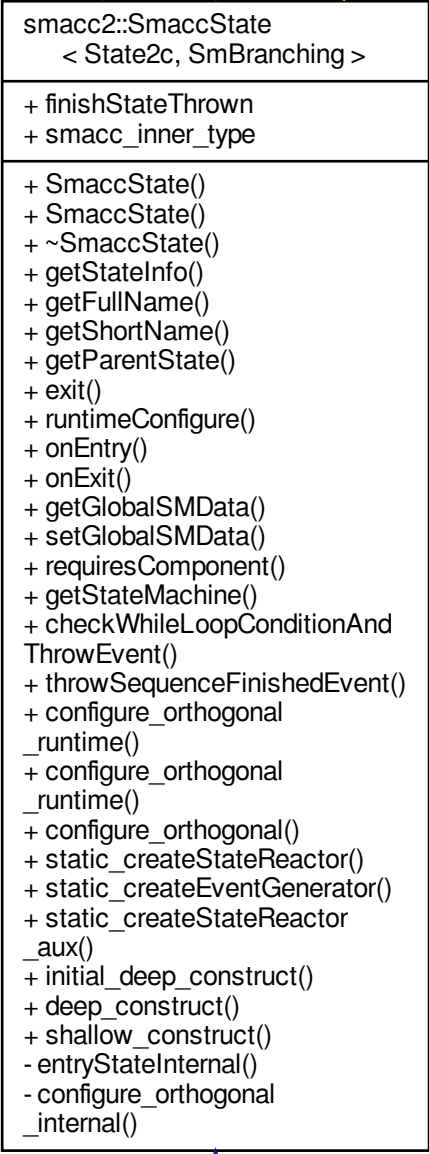 smacc2::SmaccState
< State2c, SmBranching >
+ finishStateThrown
+ smacc_inner_type
+ SmaccState()
+ SmaccState()
+ ~SmaccState()
+ getStateInfo()
+ getFullName()
+ getShortName()
+ getParentState()
+ exit()
+ runtimeConfigure()
+ onEntry()
+ onExit()
+ getGlobalSMData()
+ setGlobalSMData()
+ requiresComponent()
+ getStateMachine()
+ checkWhileLoopConditionAnd
ThrowEvent()
+ throwSequenceFinishedEvent()
+ configure_orthogonal
_runtime()
+ configure_orthogonal
_runtime()
+ configure_orthogonal()
+ static_createStateReactor()
+ static_createEventGenerator()
+ static_createStateReactor
_aux()
+ initial_deep_construct()
+ deep_construct()
+ shallow_construct()
- entryStateInternal()
- configure_orthogonal
_internal()